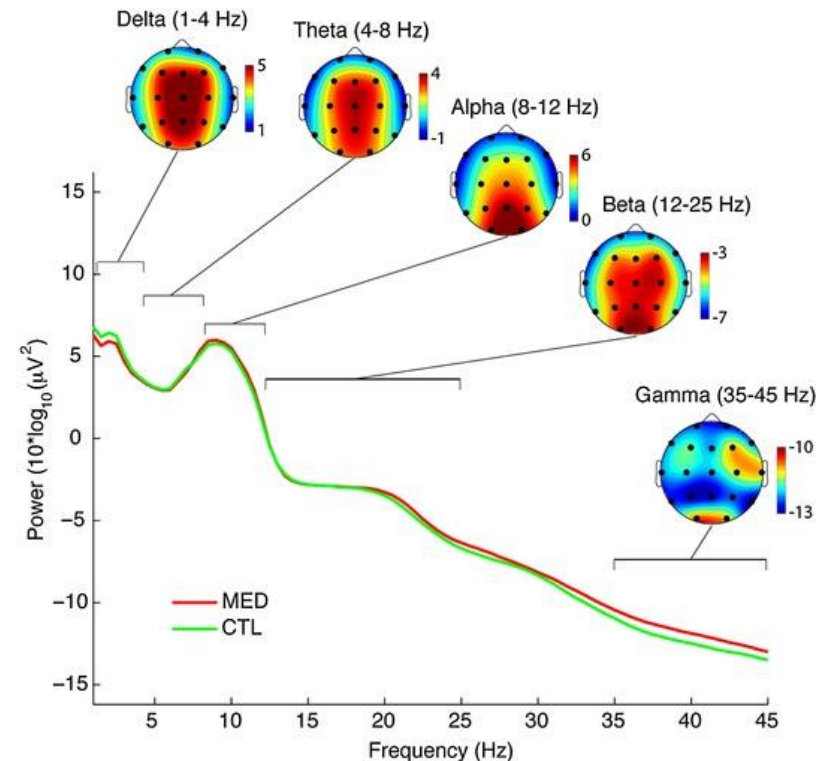 Delta (1-4 Hz)
5
1
Theta (4-8 Hz)
4
-1
Alpha (8-12 Hz)
6
0
Beta (12-25 Hz)
-3
-7
Gamma (35-45 Hz)
-10
-13
Power (10*log10(μV2)
15
10
5
0
−5
−10
−15
MED
CTL
5 10 15 20 25 30 35 40 45
Frequency (Hz)